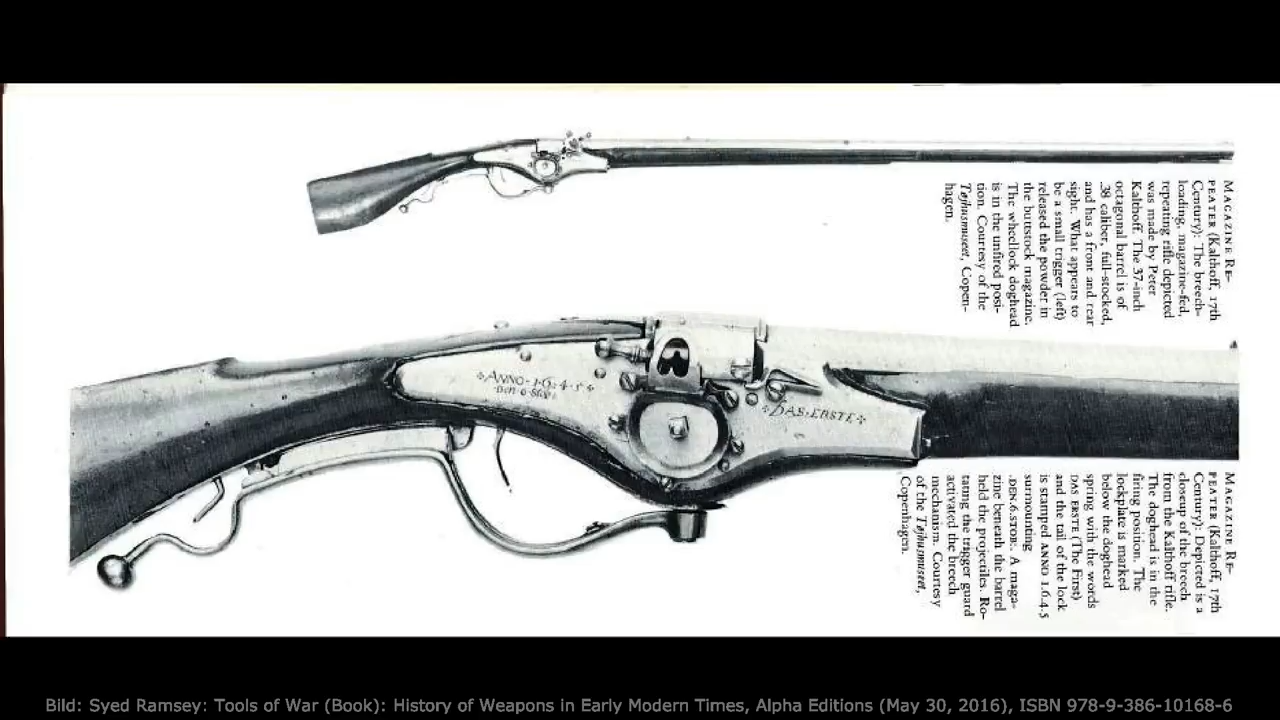 MAGAZINE RE-
PEATER (Kalthoff, 17th
Century): The breech-
loading, magazine-fed,
repeating rifle depicted
was made by Peter
Kalthoff. The 37-inch
octagonal barrel is of
.38 caliber, full-stocked,
and has a front and rear
sight. What appears to
be a small trigger (left)
released the powder in
the buttstock magazine.
The wheellock doghead
is in the unfired posi-
tion. Courtesy of the
Tøjhusmuseet, Copen-
hagen.
ANNO·1·6·4·5
DAS·ERSTE
MAGAZINE RE-
PEATER (Kalthoff, 17th
Century): Depicted is a
closeup of the breech
from the Kalthoff rifle.
The doghead is in the
firing position. The
lockplate is marked
below the doghead
spring with the words
DAS ERSTE (The First)
and the tail of the lock
is stamped ANNO 1.6.4.5
surmounting
.DEN.6.STOB:. A maga-
zine beneath the barrel
held the projectiles. Ro-
tating the trigger guard
activated the breech
mechanism. Courtesy
of the Tøjhusmuseet,
Copenhagen.
Bild: Syed Ramsey: Tools of War (Book): History of Weapons in Early Modern Times, Alpha Editions (May 30, 2016), ISBN 978-9-386-10168-6